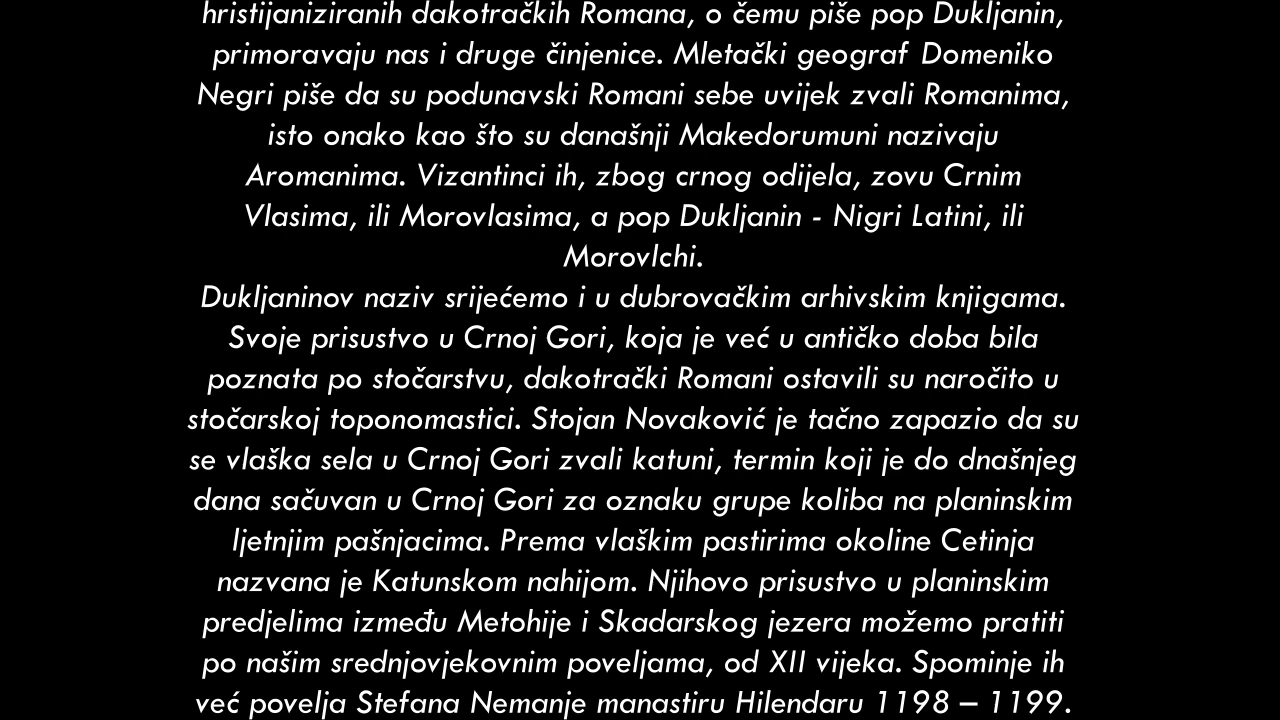 hristijaniziranih dakotračkih Romana, o čemu piše pop Dukljanin,
primoravaju nas i druge činjenice. Mletački geograf Domeniko
Negri piše da su podunavski Romani sebe uvijek zvali Romanima,
isto onako kao što su današnji Makedorumuni nazivaju
Aromanima. Vizantinci ih, zbog crnog odijela, zovu Crnim
Vlasima, ili Morovlasima, a pop Dukljanin - Nigri Latini, ili
Morovlchi.
Dukljaninov naziv srijećemo i u dubrovačkim arhivskim knjigama.
Svoje prisustvo u Crnoj Gori, koja je već u antičko doba bila
poznata po stočarstvu, dakotrački Romani ostavili su naročito u
stočarskoj toponomastici. Stojan Novaković je tačno zapazio da su
se vlaška sela u Crnoj Gori zvali katuni, termin koji je do dnašnjeg
dana sačuvan u Crnoj Gori za oznaku grupe koliba na planinskim
ljetnjim pašnjacima. Prema vlaškim pastirima okoline Cetinja
nazvana je Katunskom nahijom. Njihovo prisustvo u planinskim
predjelima između Metohije i Skadarskog jezera možemo pratiti
po našim srednjovjekovnim poveljama, od XII vijeka. Spominje ih
već povelja Stefana Nemanje manastiru Hilendaru 1198 – 1199.